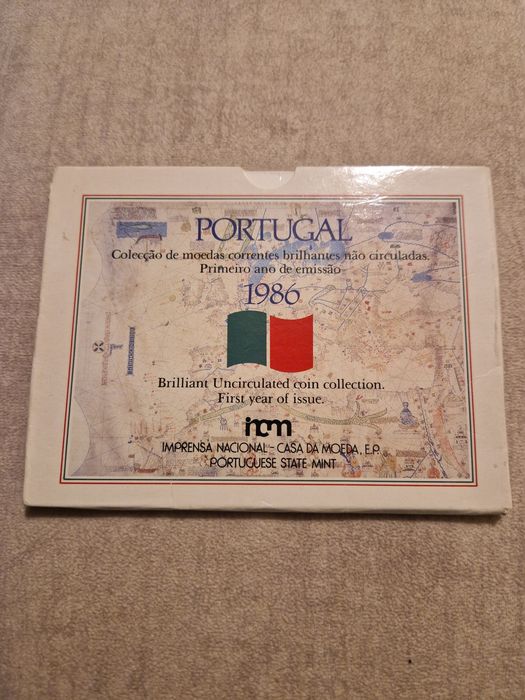 PORTUGAL
Colecção de moedas correntes brilhantes não circuladas.
Primeiro ano de emissão
1986
Brilliant Uncirculated coin collection.
First year of issue.
incm
IMPRENSA NACIONAL - CASA DA MOEDA, E.P.
PORTUGUESE STATE MINT